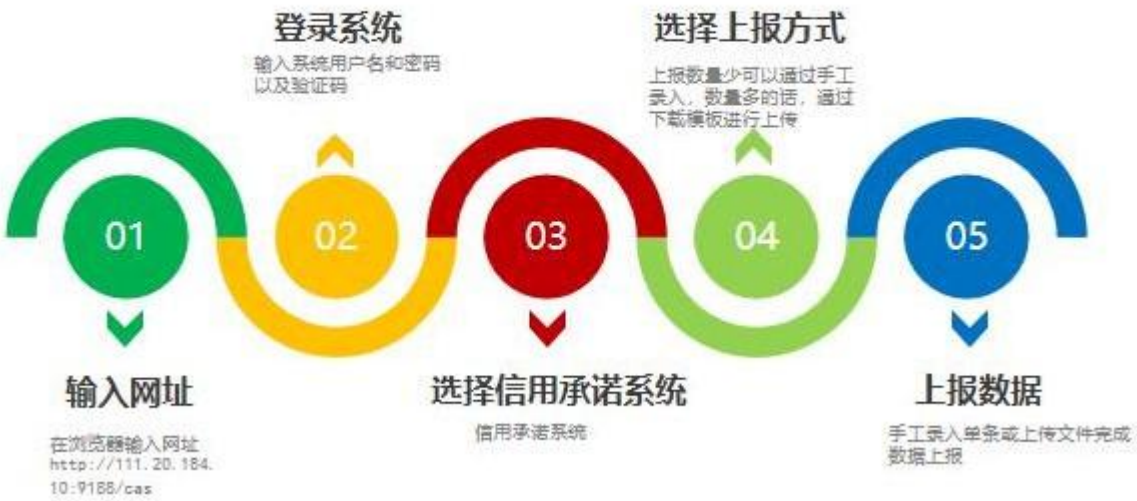 登录系统
输入系统用户名和密码
以及验证码
选择上报方式
上报数量少可以通过手工
录入，数量多的话，通过
下载模板进行上传
01
02
03
04
05
输入网址
在浏览器输入网址
http://111.20.184.
10:9188/cas
选择信用承诺系统
信用承诺系统
上报数据
手工录入单条或上传文件完成
数据上报